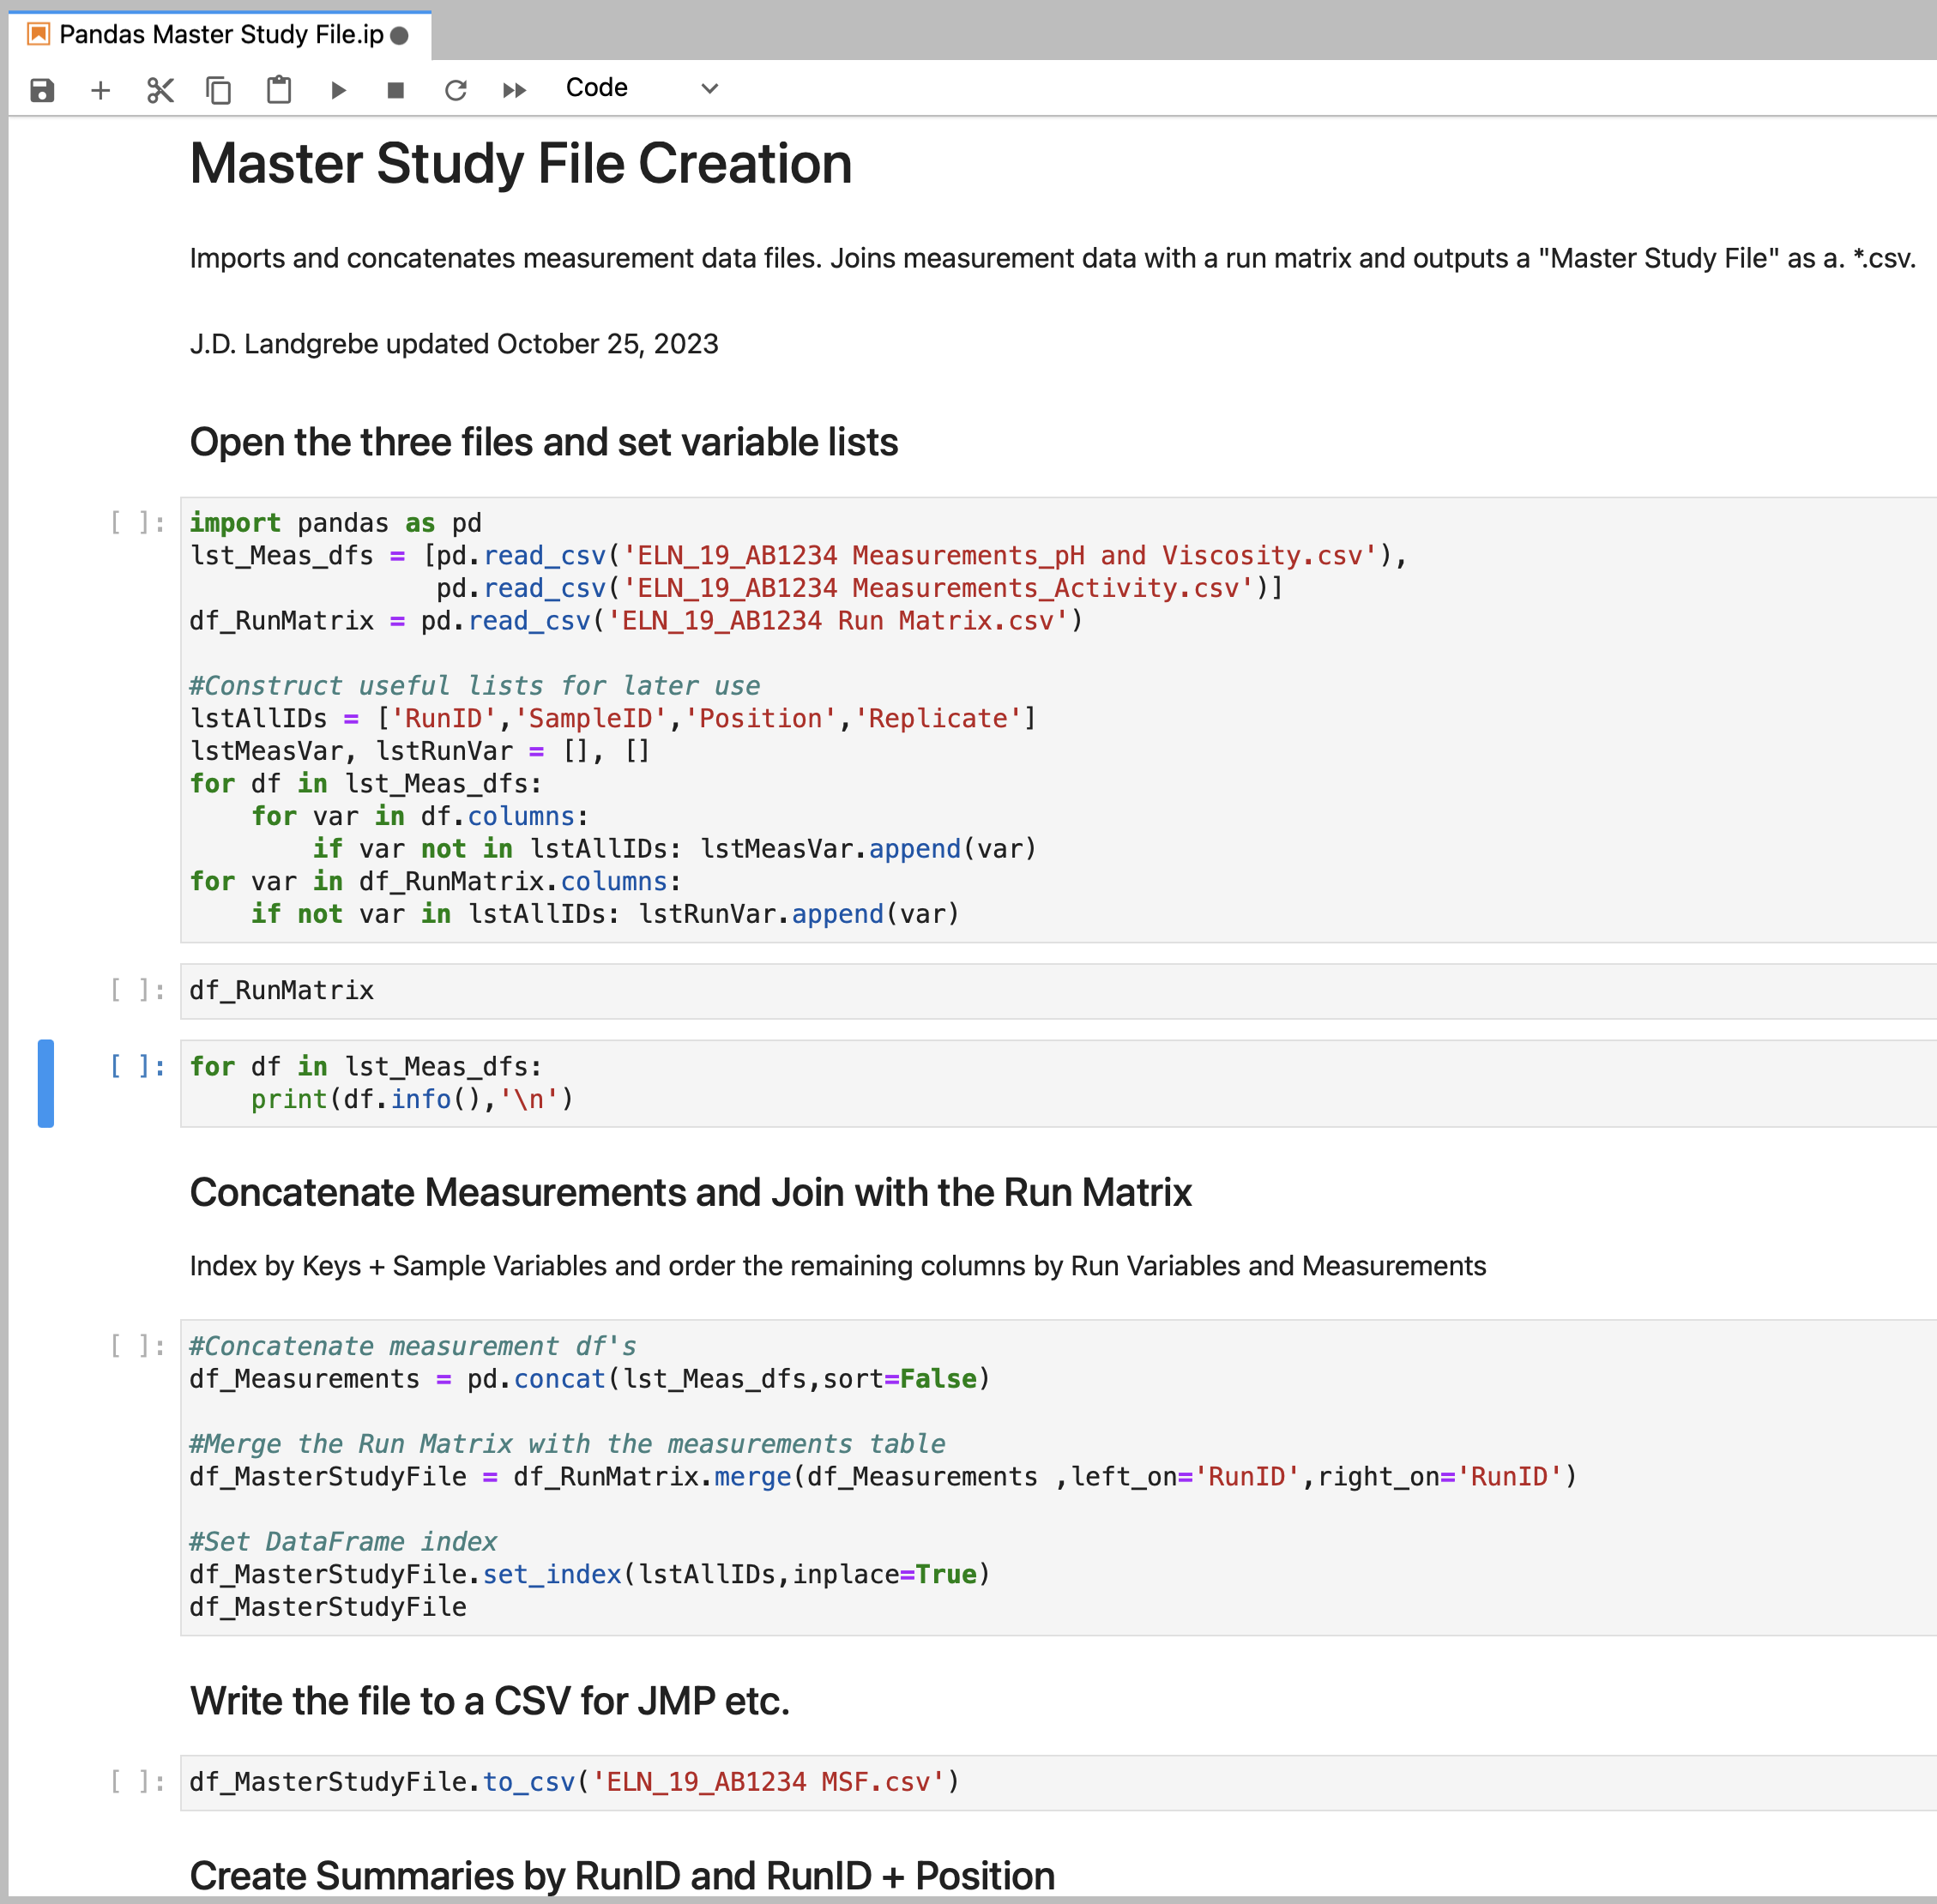 Pandas Master Study File.ip
Code
Master Study File Creation
Imports and concatenates measurement data files. Joins measurement data with a run matrix and outputs a "Master Study File" as a. *.csv.
J.D. Landgrebe updated October 25, 2023
Open the three files and set variable lists
[ ]:
import pandas as pd
lst_Meas_dfs = [pd.read_csv('ELN_19_AB1234 Measurements_pH and Viscosity.csv'),
                pd.read_csv('ELN_19_AB1234 Measurements_Activity.csv')]
df_RunMatrix = pd.read_csv('ELN_19_AB1234 Run Matrix.csv')
#Construct useful lists for later use
lstAllIDs = ['RunID','SampleID','Position','Replicate']
lstMeasVar, lstRunVar = [], []
for df in lst_Meas_dfs:
    for var in df.columns:
        if var not in lstAllIDs: lstMeasVar.append(var)
for var in df_RunMatrix.columns:
    if not var in lstAllIDs: lstRunVar.append(var)
[ ]:
df_RunMatrix
[ ]:
for df in lst_Meas_dfs:
    print(df.info(),'\n')
Concatenate Measurements and Join with the Run Matrix
Index by Keys + Sample Variables and order the remaining columns by Run Variables and Measurements
[ ]:
#Concatenate measurement df's
df_Measurements = pd.concat(lst_Meas_dfs,sort=False)
#Merge the Run Matrix with the measurements table
df_MasterStudyFile = df_RunMatrix.merge(df_Measurements ,left_on='RunID',right_on='RunID')
#Set DataFrame index
df_MasterStudyFile.set_index(lstAllIDs,inplace=True)
df_MasterStudyFile
Write the file to a CSV for JMP etc.
[ ]:
df_MasterStudyFile.to_csv('ELN_19_AB1234 MSF.csv')
Create Summaries by RunID and RunID + Position